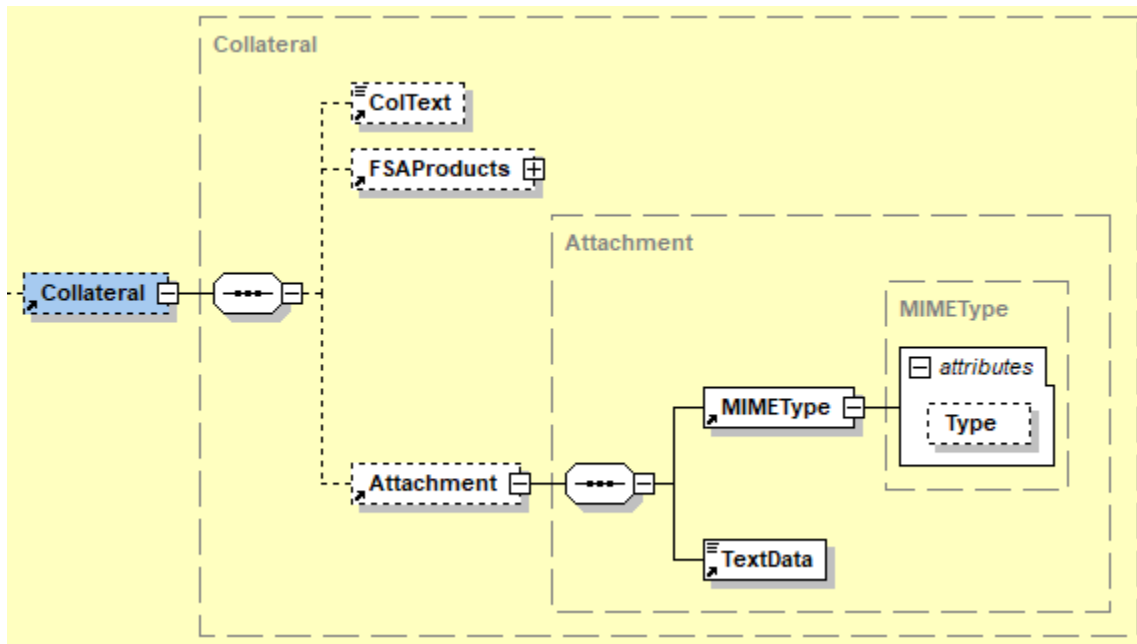 Collateral
ColText
FSAProducts
Attachment
Collateral
MIMEType
attributes
MIMEType
Type
Attachment
TextData